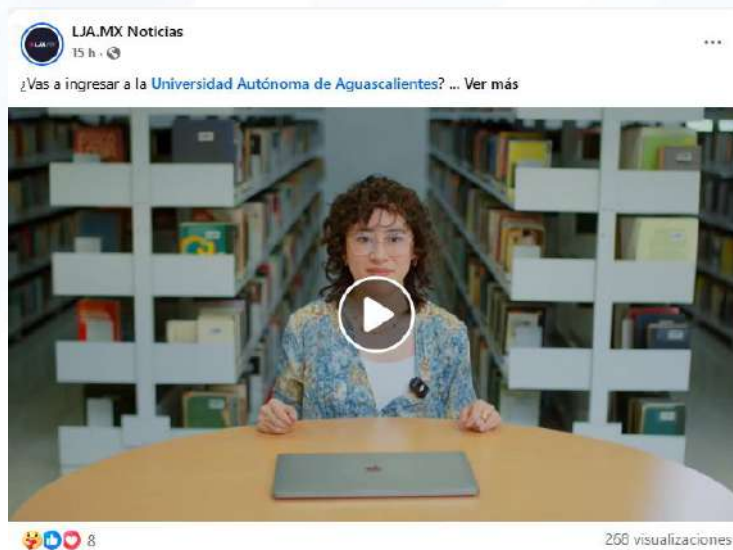 LJA.MX Noticias
15 h ·
¿Vas a ingresar a la Universidad Autónoma de Aguascalientes? ... Ver más
8
268 visualizaciones